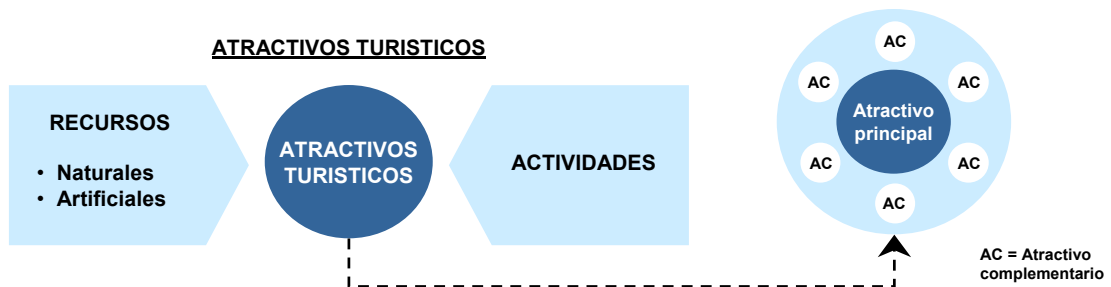 ATRACTIVOS TURISTICOS
RECURSOS
• Naturales
• Artificiales
ATRACTIVOS
TURISTICOS
ACTIVIDADES
AC
AC
AC
Atractivo
principal
AC
AC
AC
AC = Atractivo
complementario